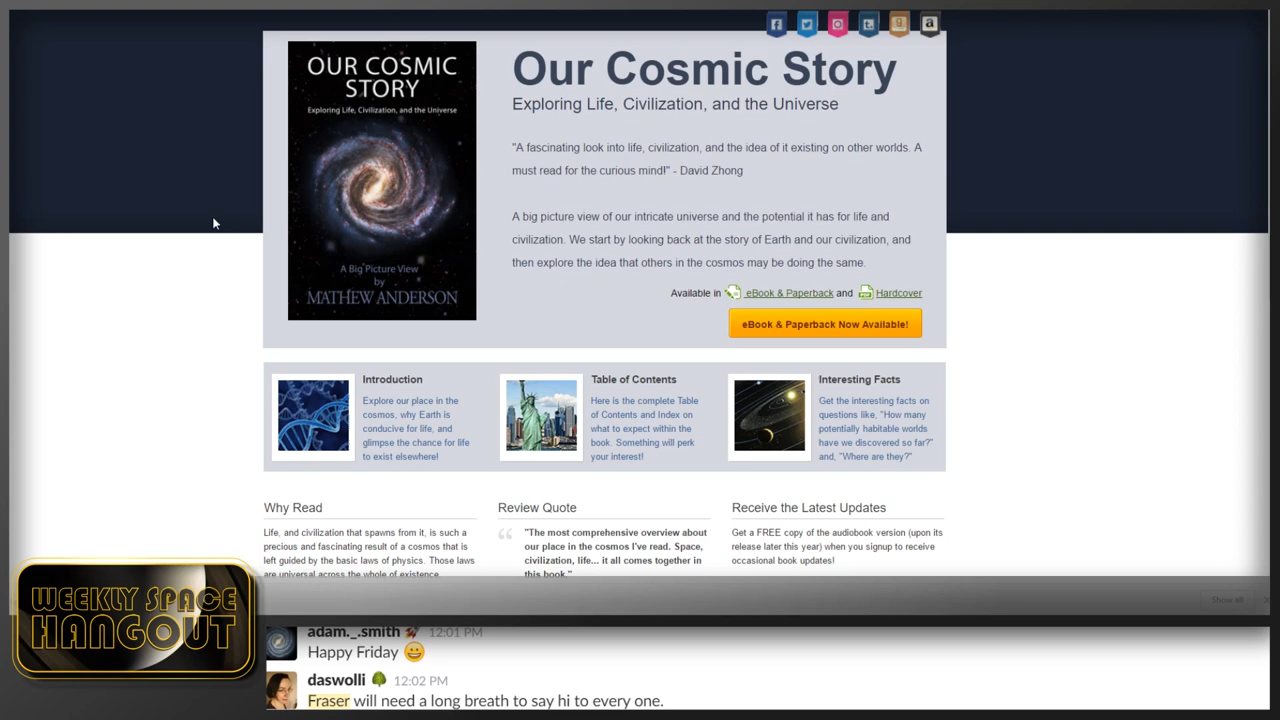 OUR COSMIC
STORY
Exploring Life, Civilization, and the Universe
A Big Picture View
by
MATHEW ANDERSON
Our Cosmic Story
Exploring Life, Civilization, and the Universe
"A fascinating look into life, civilization, and the idea of it existing on other worlds. A
must read for the curious mind!" - David Zhong
A big picture view of our intricate universe and the potential it has for life and
civilization. We start by looking back at the story of Earth and our civilization, and
then explore the idea that others in the cosmos may be doing the same.
Available in eBook & Paperback and Hardcover
eBook & Paperback Now Available!
Introduction
Explore our place in the
cosmos, why Earth is
conducive for life, and
glimpse the chance for life
to exist elsewhere!
Table of Contents
Here is the complete Table
of Contents and Index on
what to expect within the
book. Something will perk
your interest!
Interesting Facts
Get the interesting facts on
questions like, "How many
potentially habitable worlds
have we discovered so far?"
and, "Where are they?"
Why Read
Life, and civilization that spawns from it, is such a
precious and fascinating result of a cosmos that is
left guided by the basic laws of physics. Those laws
are universal across the whole of existence.
Review Quote
"The most comprehensive overview about
our place in the cosmos I've read. Space,
civilization, life... it all comes together in
this book."
Receive the Latest Updates
Get a FREE copy of the audiobook version (upon its
release later this year) when you signup to receive
occasional book updates!
Show all
WEEKLY SPACE
HANGOUT
adam._.smith 12:01 PM
Happy Friday
daswolli 12:02 PM
Fraser will need a long breath to say hi to every one.